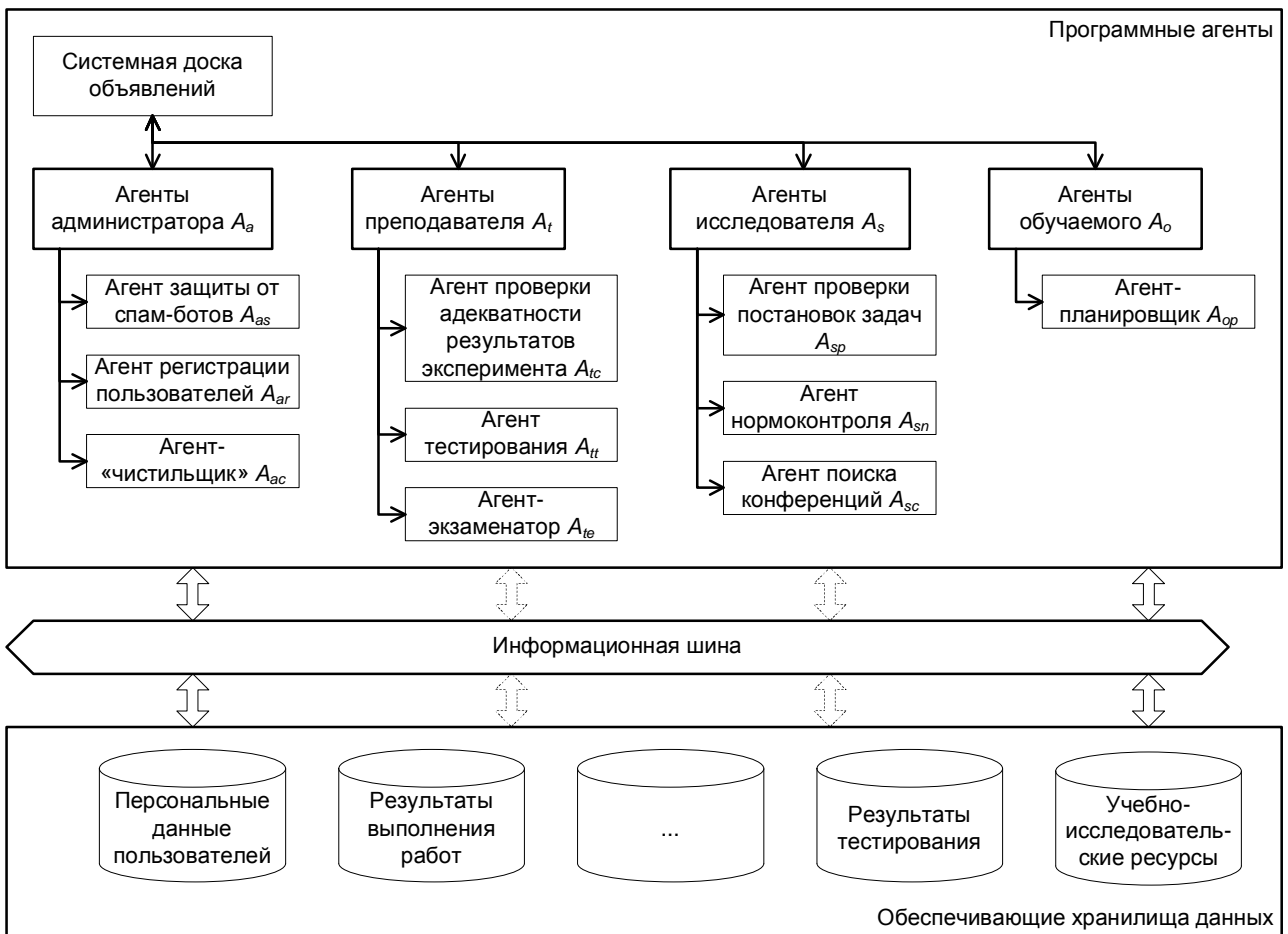 Программные агенты
Системная доска
объявлений
Агенты
администратора Aa
Агенты
преподавателя At
Агенты
исследователя As
Агенты
обучаемого Ao
Агент защиты от
спам-ботов Aas
Агент регистрации
пользователей Aar
Агент-
«чистильщик» Aac
Агент проверки
адекватности
результатов
эксперимента Atc
Агент
тестирования Att
Агент-
экзаменатор Ate
Агент проверки
постановок задач
Asp
Агент
нормоконтроля Asn
Агент поиска
конференций Asc
Агент-
планировщик Aop
Информационная шина
Персональные
данные
пользователей
Результаты
выполнения
работ
...
Результаты
тестирования
Учебно-
исследователь-
ские ресурсы
Обеспечивающие хранилища данных